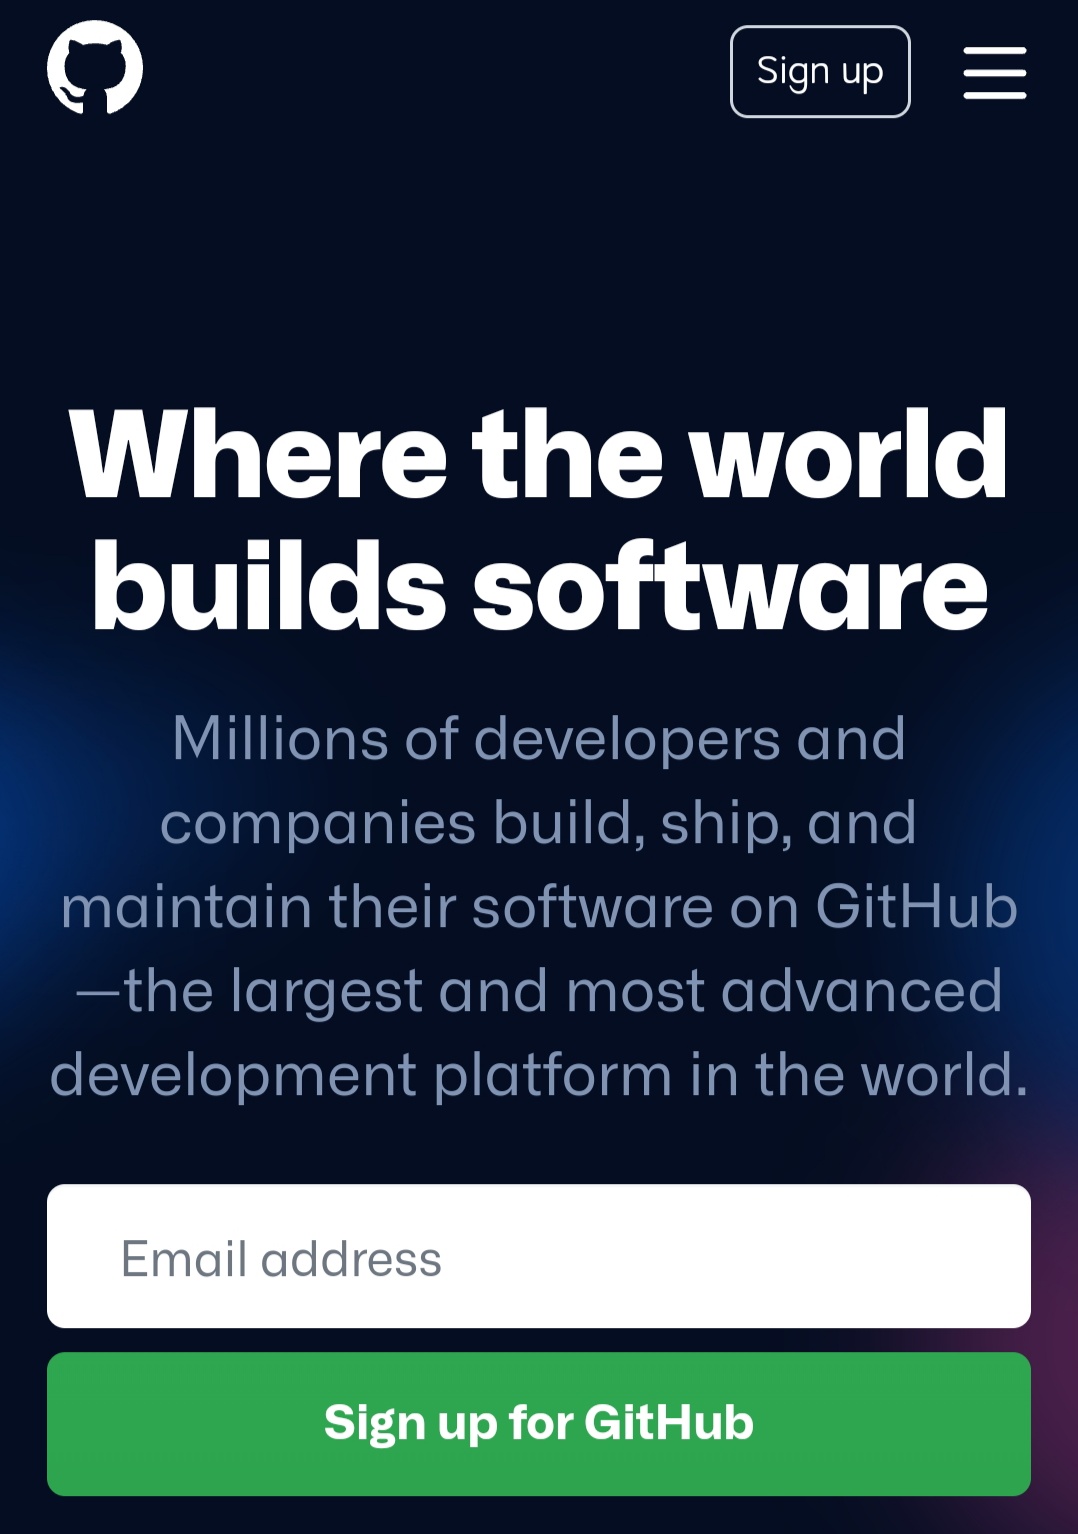 Sign up
Where the world
builds software
Millions of developers and
companies build, ship, and
maintain their software on GitHub
—the largest and most advanced
development platform in the world.
Email address
Sign up for GitHub